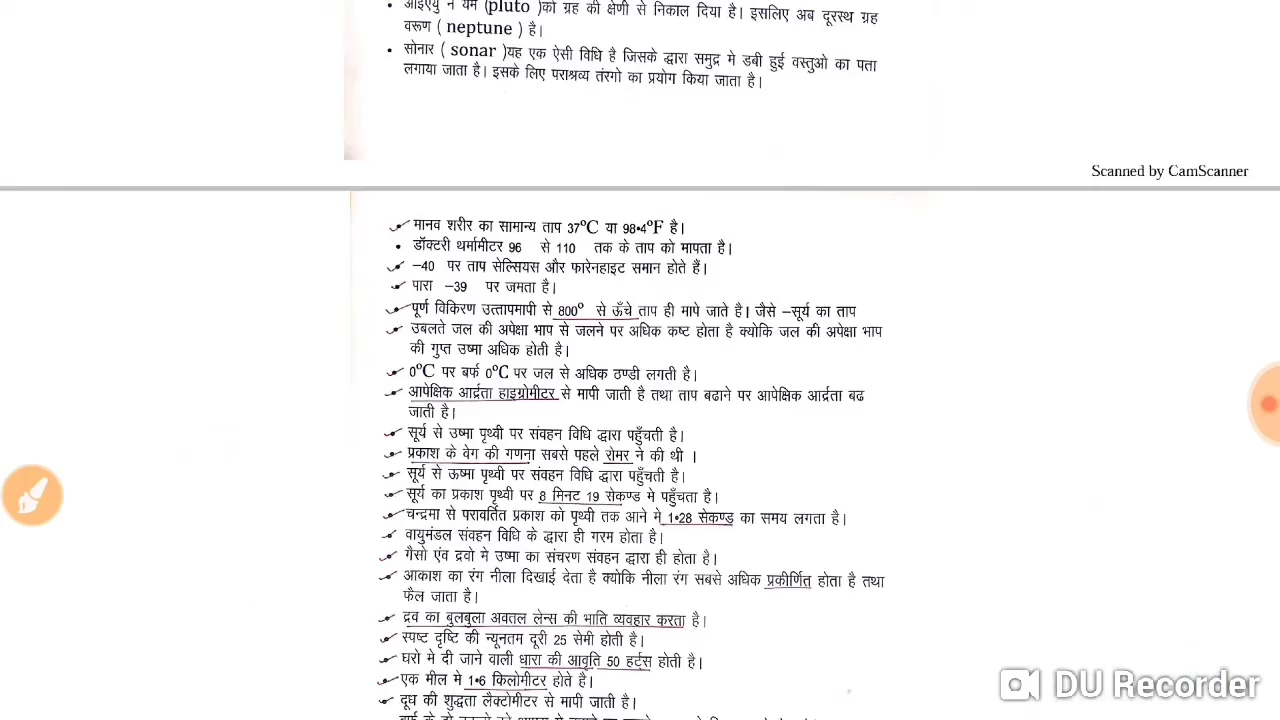 आईएयु ने यम (pluto )को ग्रह की क्षेणी से निकाल दिया है। इसलिए अब दूरस्थ ग्रह
वरूण ( neptune ) है।
सोनार ( sonar )यह एक ऐसी विधि है जिसके द्धारा समुद्र मे डबी हुई वस्तुओ का पता
लगाया जाता है। इसके लिए पराश्रव्य तंरगो का प्रयोग किया जाता है।
Scanned by CamScanner
मानव शरीर का सामान्य ताप 37⁰C या 98•4⁰F है।
डॉक्टरी थर्मामीटर 96 से 110 तक के ताप को मापता है।
–40 पर ताप सेल्सियस और फारेनहाइट समान होते हैं।
पारा –39 पर जमता है।
पूर्ण विकिरण उत्तापमापी से 800⁰ से ऊँचे ताप ही मापे जाते है। जैसे –सूर्य का ताप
उबलते जल की अपेक्षा भाप से जलने पर अधिक कष्ट होता है क्योकि जल की अपेक्षा भाप
की गुप्त उष्मा अधिक होती है।
0⁰C पर बर्फ 0⁰C पर जल से अधिक ठण्डी लगती है।
आपेक्षिक आर्द्रता हाइग्रोमीटर से मापी जाती है तथा ताप बढाने पर आपेक्षिक आर्द्रता बढ
जाती है।
सूर्य से उष्मा पृथ्वी पर संवहन विधि द्धारा पहुँचती है।
प्रकाश के वेग की गणना सबसे पहले रोमर ने की थी ।
सूर्य से ऊष्मा पृथ्वी पर संवहन विधि द्धारा पहुँचती है।
सूर्य का प्रकाश पृथ्वी पर 8 मिनट 19 सेकण्ड मे पहुँचता है।
चन्द्रमा से परावर्तित प्रकाश को पृथ्वी तक आने मे 1•28 सेकण्ड का समय लगता है।
वायुमंडल संवहन विधि के द्धारा ही गरम होता है।
गैसो एंव द्रवो मे उष्मा का संचरण संवहन द्धारा ही होता है।
आकाश का रंग नीला दिखाई देता है क्योकि नीला रंग सबसे अधिक प्रकीर्णित होता है तथा
फैल जाता है।
द्रव का बुलबुला अवतल लेन्स की भाति व्यवहार करता है।
स्पष्ट दृष्टि की न्यूनतम दूरी 25 सेमी होती है।
घरो मे दी जाने वाली धारा की आवृति 50 हर्ट्स होती है।
एक मील मे 1•6 किलोमीटर होते है।
दूध की शुद्धता लैक्टोमीटर से मापी जाती है।
DU Recorder